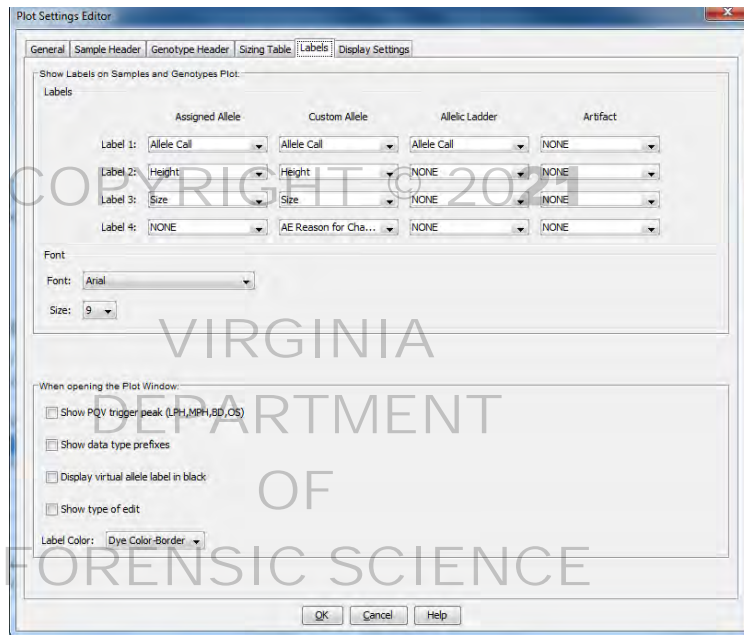 Plot Settings Editor
General Sample Header Genotype Header Sizing Table Labels Display Settings
Show Labels on Samples and Genotypes Plot:
Labels
Assigned Allele Custom Allele Allelic Ladder Artifact
Label 1: Allele Call Allele Call Allele Call NONE
Label 2: Height Height NONE NONE
COPYRIGHT © 2021
Label 3: Size Size NONE NONE
Label 4: NONE AE Reason for Cha... NONE NONE
Font
Font: Arial
Size: 9
VIRGINIA
When opening the Plot Window:
Show PQV trigger peak (LPH,MPH,BD,OS)
DEPARTMENT
Show data type prefixes
Display virtual allele label in black
OF
Show type of edit
Label Color: Dye Color-Border
FORENSIC SCIENCE
OK Cancel Help